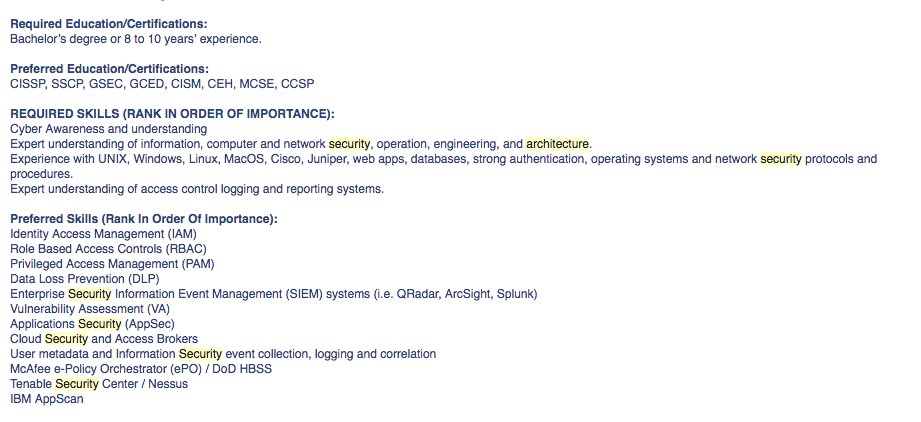 Required Education/Certifications:
Bachelor's degree or 8 to 10 years' experience.
Preferred Education/Certifications:
CISSP, SSCP, GSEC, GCED, CISM, CEH, MCSE, CCSP
REQUIRED SKILLS (RANK IN ORDER OF IMPORTANCE):
Cyber Awareness and understanding
Expert understanding of information, computer and network security, operation, engineering, and architecture.
Experience with UNIX, Windows, Linux, MacOS, Cisco, Juniper, web apps, databases, strong authentication, operating systems and network security protocols and
procedures.
Expert understanding of access control logging and reporting systems.
Preferred Skills (Rank In Order Of Importance):
Identity Access Management (IAM)
Role Based Access Controls (RBAC)
Privileged Access Management (PAM)
Data Loss Prevention (DLP)
Enterprise Security Information Event Management (SIEM) systems (i.e. QRadar, ArcSight, Splunk)
Vulnerability Assessment (VA)
Applications Security (AppSec)
Cloud Security and Access Brokers
User metadata and Information Security event collection, logging and correlation
McAfee e-Policy Orchestrator (ePO) / DoD HBSS
Tenable Security Center / Nessus
IBM AppScan